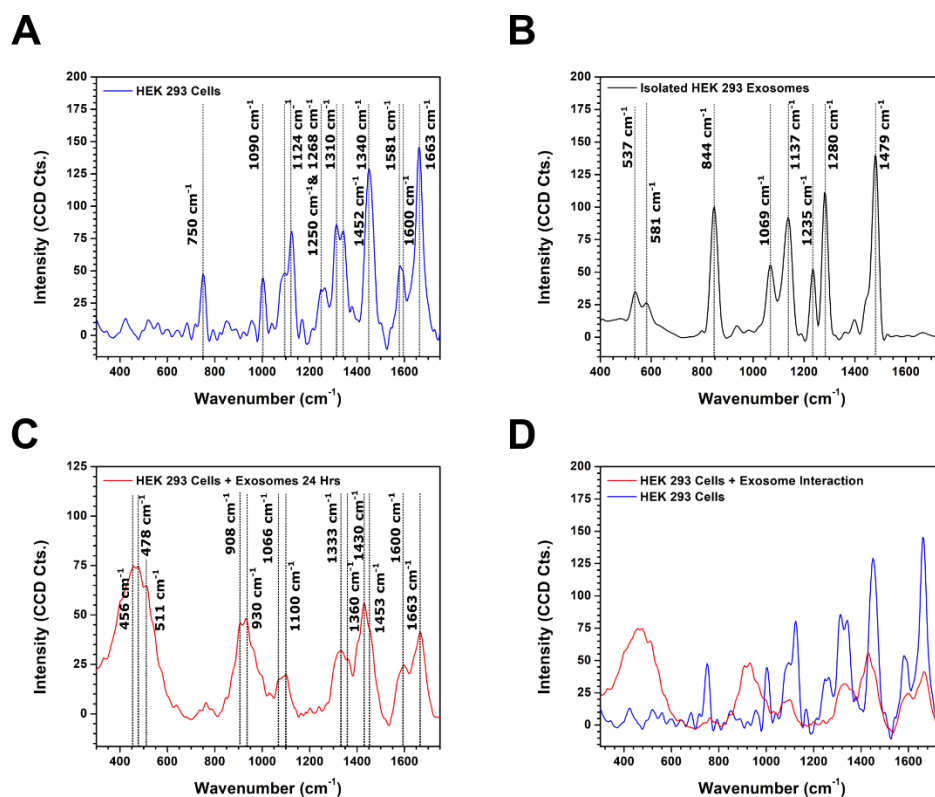 A
HEK 293 Cells
200
175
150
125
100
75
50
25
0
Intensity (CCD Cts.)
750 cm-1
1090 cm-1
1124 cm-1
1250 cm-1& 1268 cm-1
1310 cm-1
1340 cm-1
1452 cm-1
1581 cm-1
1600 cm-1
1663 cm-1
400 600 800 1000 1200 1400 1600
Wavenumber (cm-1)
B
Isolated HEK 293 Exosomes
200
175
150
125
100
75
50
25
0
Intensity (CCD Cts.)
537 cm-1
581 cm-1
844 cm-1
1069 cm-1
1137 cm-1
1235 cm-1
1280 cm-1
1479 cm-1
400 600 800 1000 1200 1400 1600
Wavenumber (cm-1)
C
HEK 293 Cells + Exosomes 24 Hrs
125
100
75
50
25
0
Intensity (CCD Cts.)
456 cm-1
478 cm-1
511 cm-1
908 cm-1
930 cm-1
1066 cm-1
1100 cm-1
1333 cm-1
1360 cm-1
1430 cm-1
1453 cm-1
1600 cm-1
1663 cm-1
400 600 800 1000 1200 1400 1600
Wavenumber (cm-1)
D
HEK 293 Cells + Exosome Interaction
HEK 293 Cells
200
175
150
125
100
75
50
25
0
Intensity (CCD Cts.)
400 600 800 1000 1200 1400 1600
Wavenumber (cm-1)